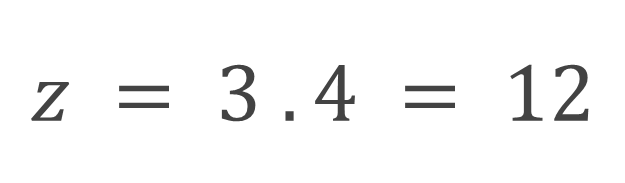 z = 3 . 4 = 12